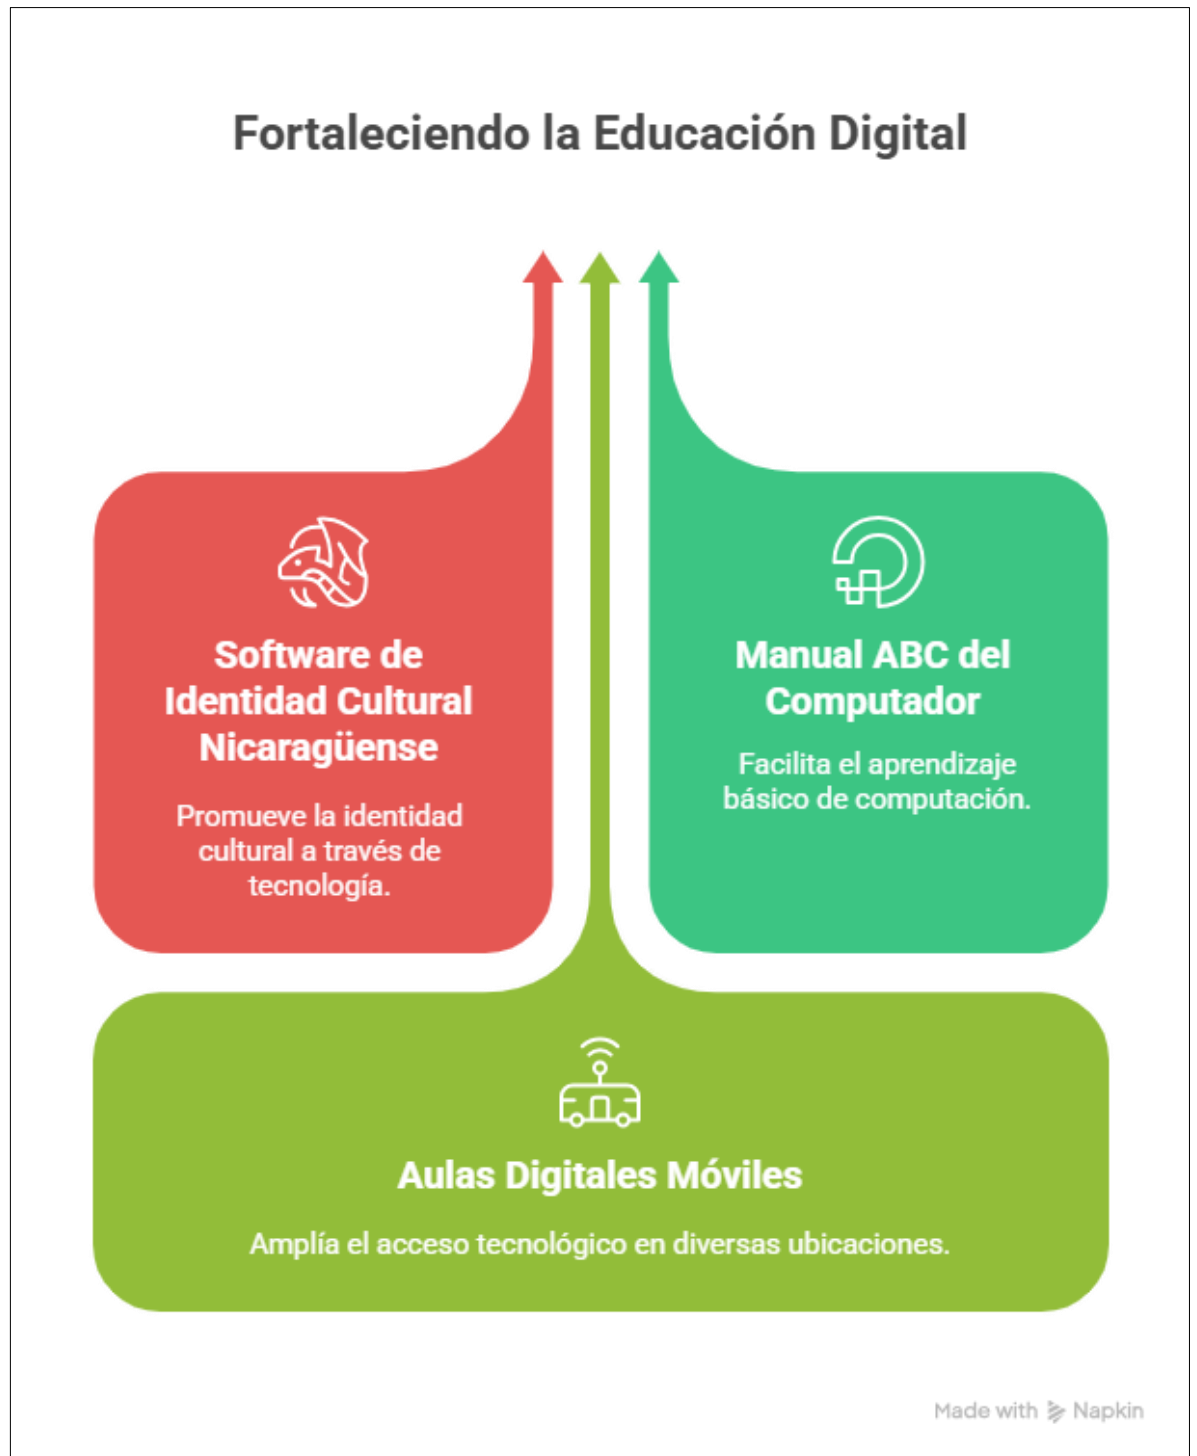 Fortaleciendo la Educación Digital
Software de
Identidad Cultural
Nicaragüense
Promueve la identidad
cultural a través de
tecnología.
Manual ABC del
Computador
Facilita el aprendizaje
básico de computación.
Aulas Digitales Móviles
Amplía el acceso tecnológico en diversas ubicaciones.
Made with Napkin